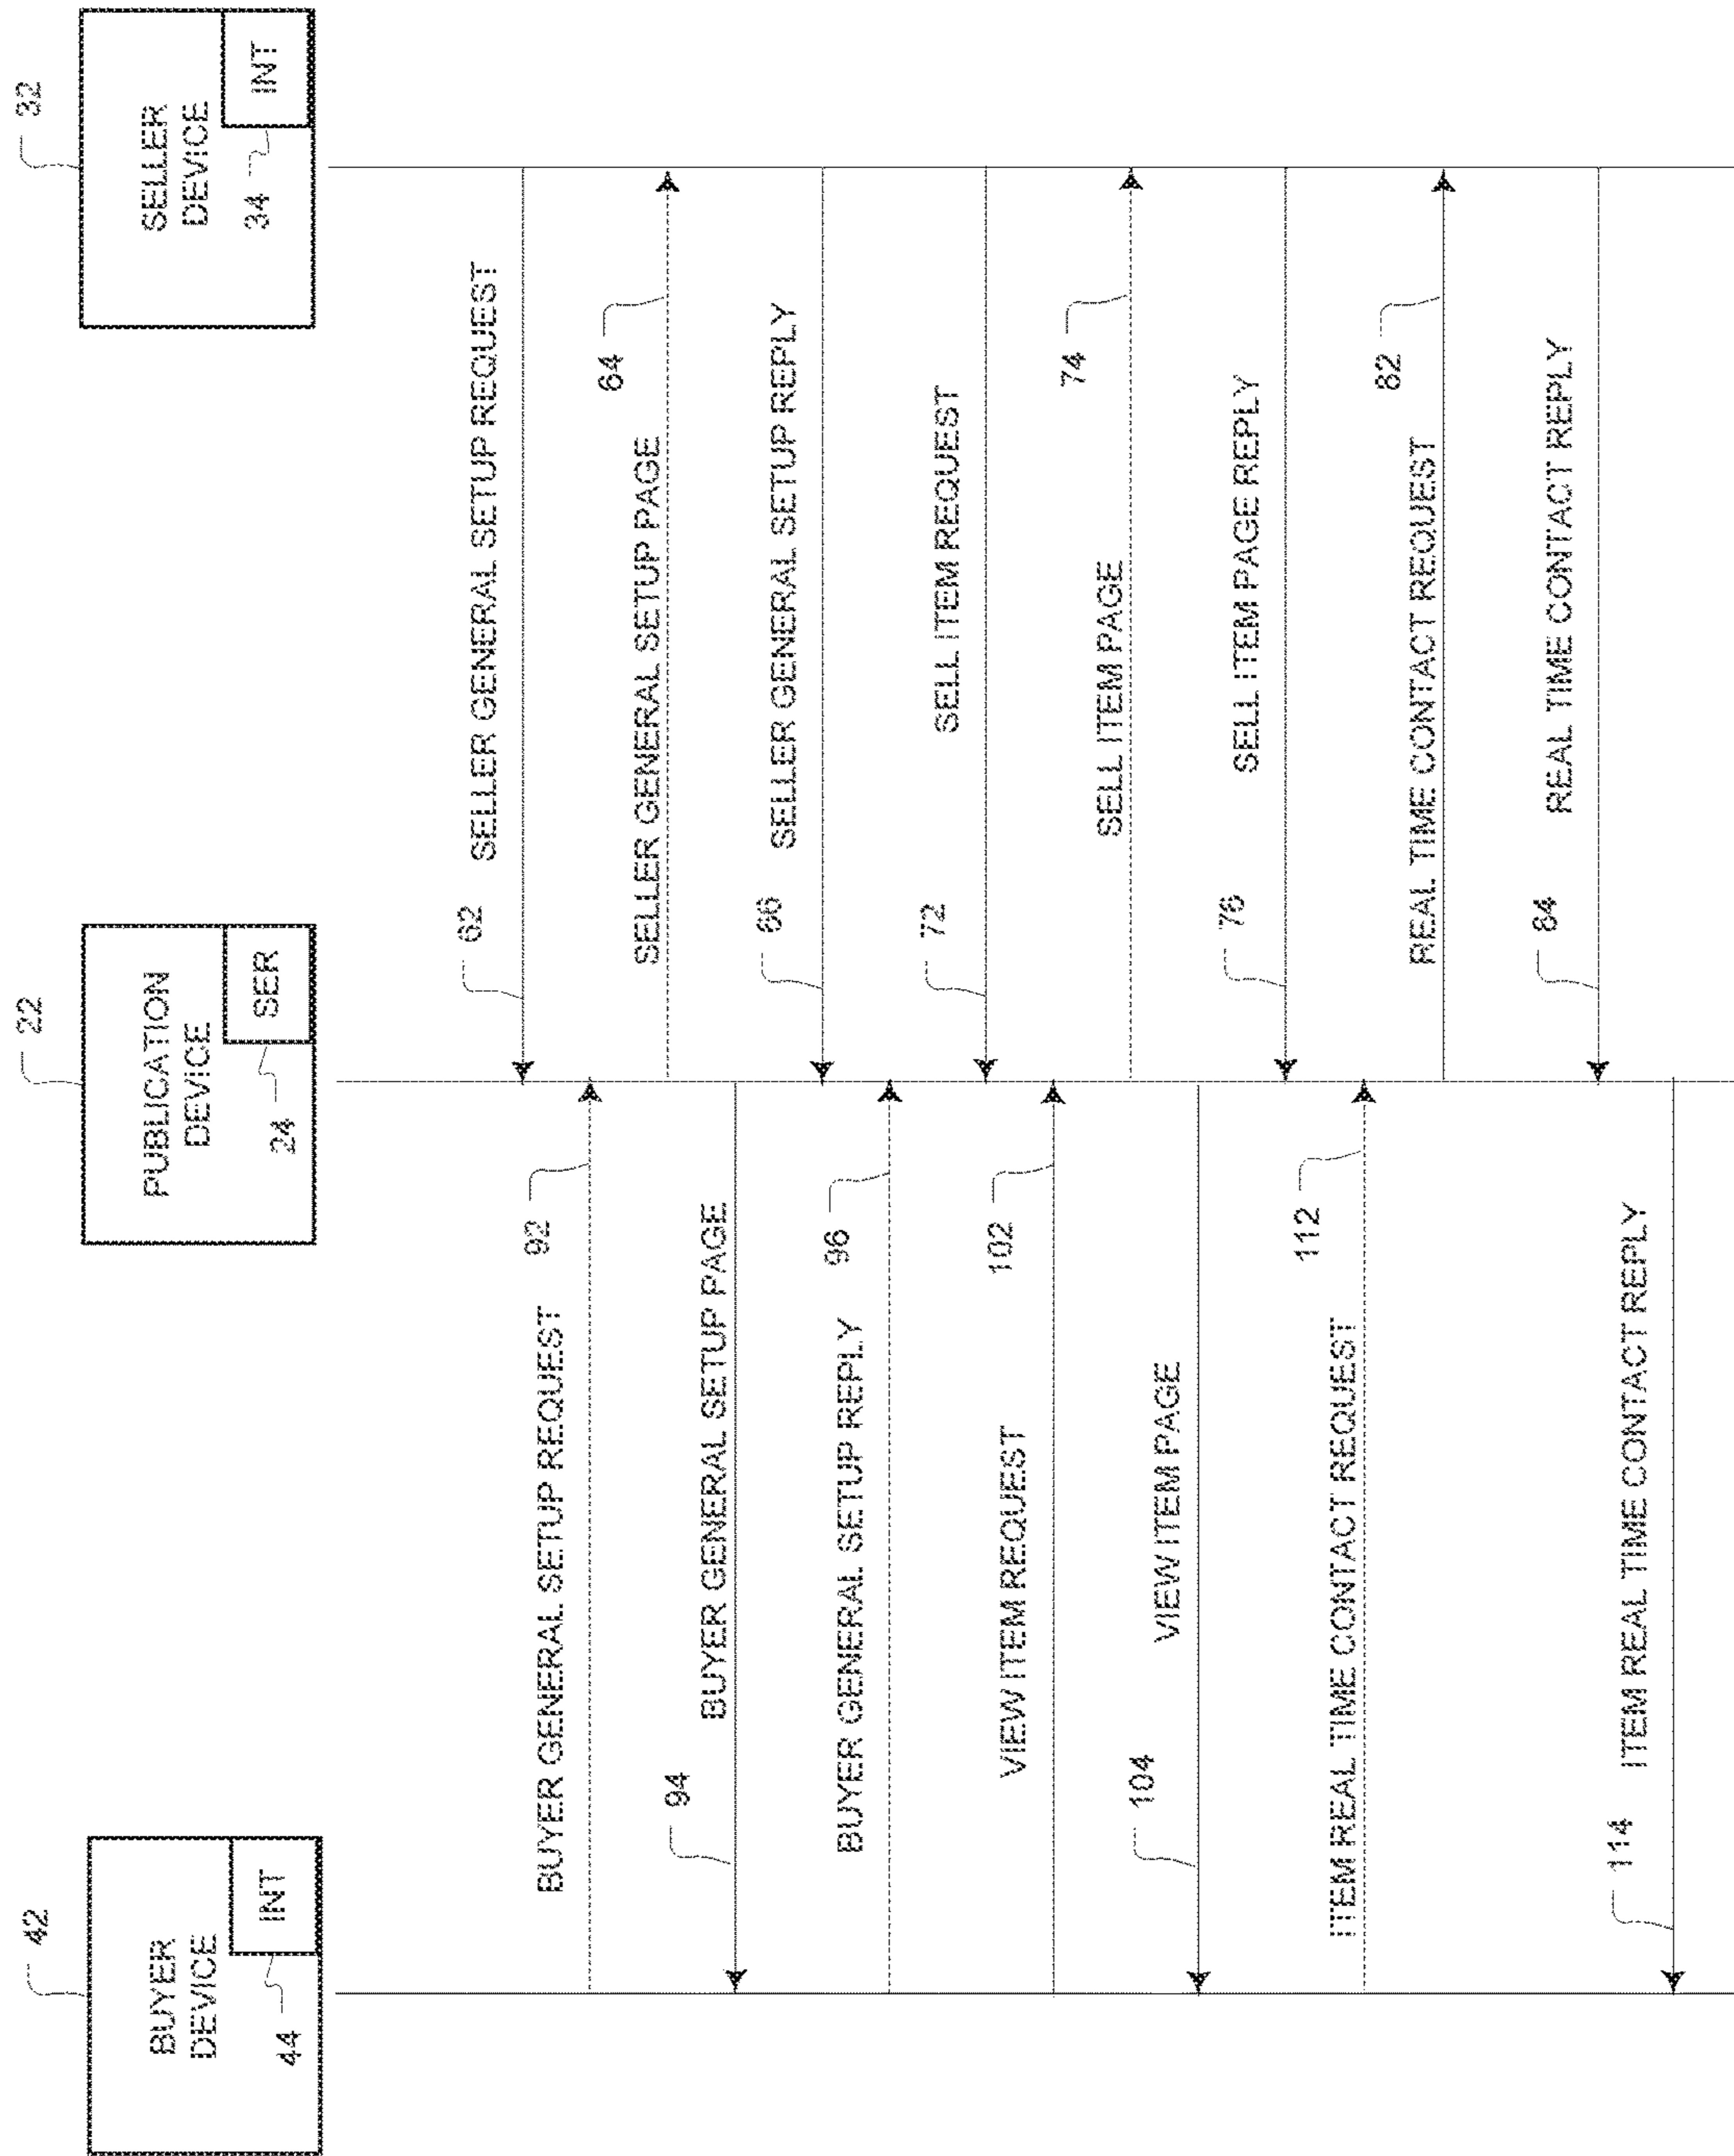 42
BUYER
DEVICE
INT
44
22
PUBLICATION
DEVICE
SER
24
32
SELLER
DEVICE
INT
34
62
SELLER GENERAL SETUP REQUEST
BUYER GENERAL SETUP REQUEST
92
SELLER GENERAL SETUP PAGE
64
94
BUYER GENERAL SETUP PAGE
66
SELLER GENERAL SETUP REPLY
BUYER GENERAL SETUP REPLY
96
72
SELL ITEM REQUEST
VIEW ITEM REQUEST
102
SELL ITEM PAGE
74
104
VIEW ITEM PAGE
76
SELL ITEM PAGE REPLY
ITEM REAL TIME CONTACT REQUEST
112
REAL TIME CONTACT REQUEST
82
84
REAL TIME CONTACT REPLY
114
ITEM REAL TIME CONTACT REPLY